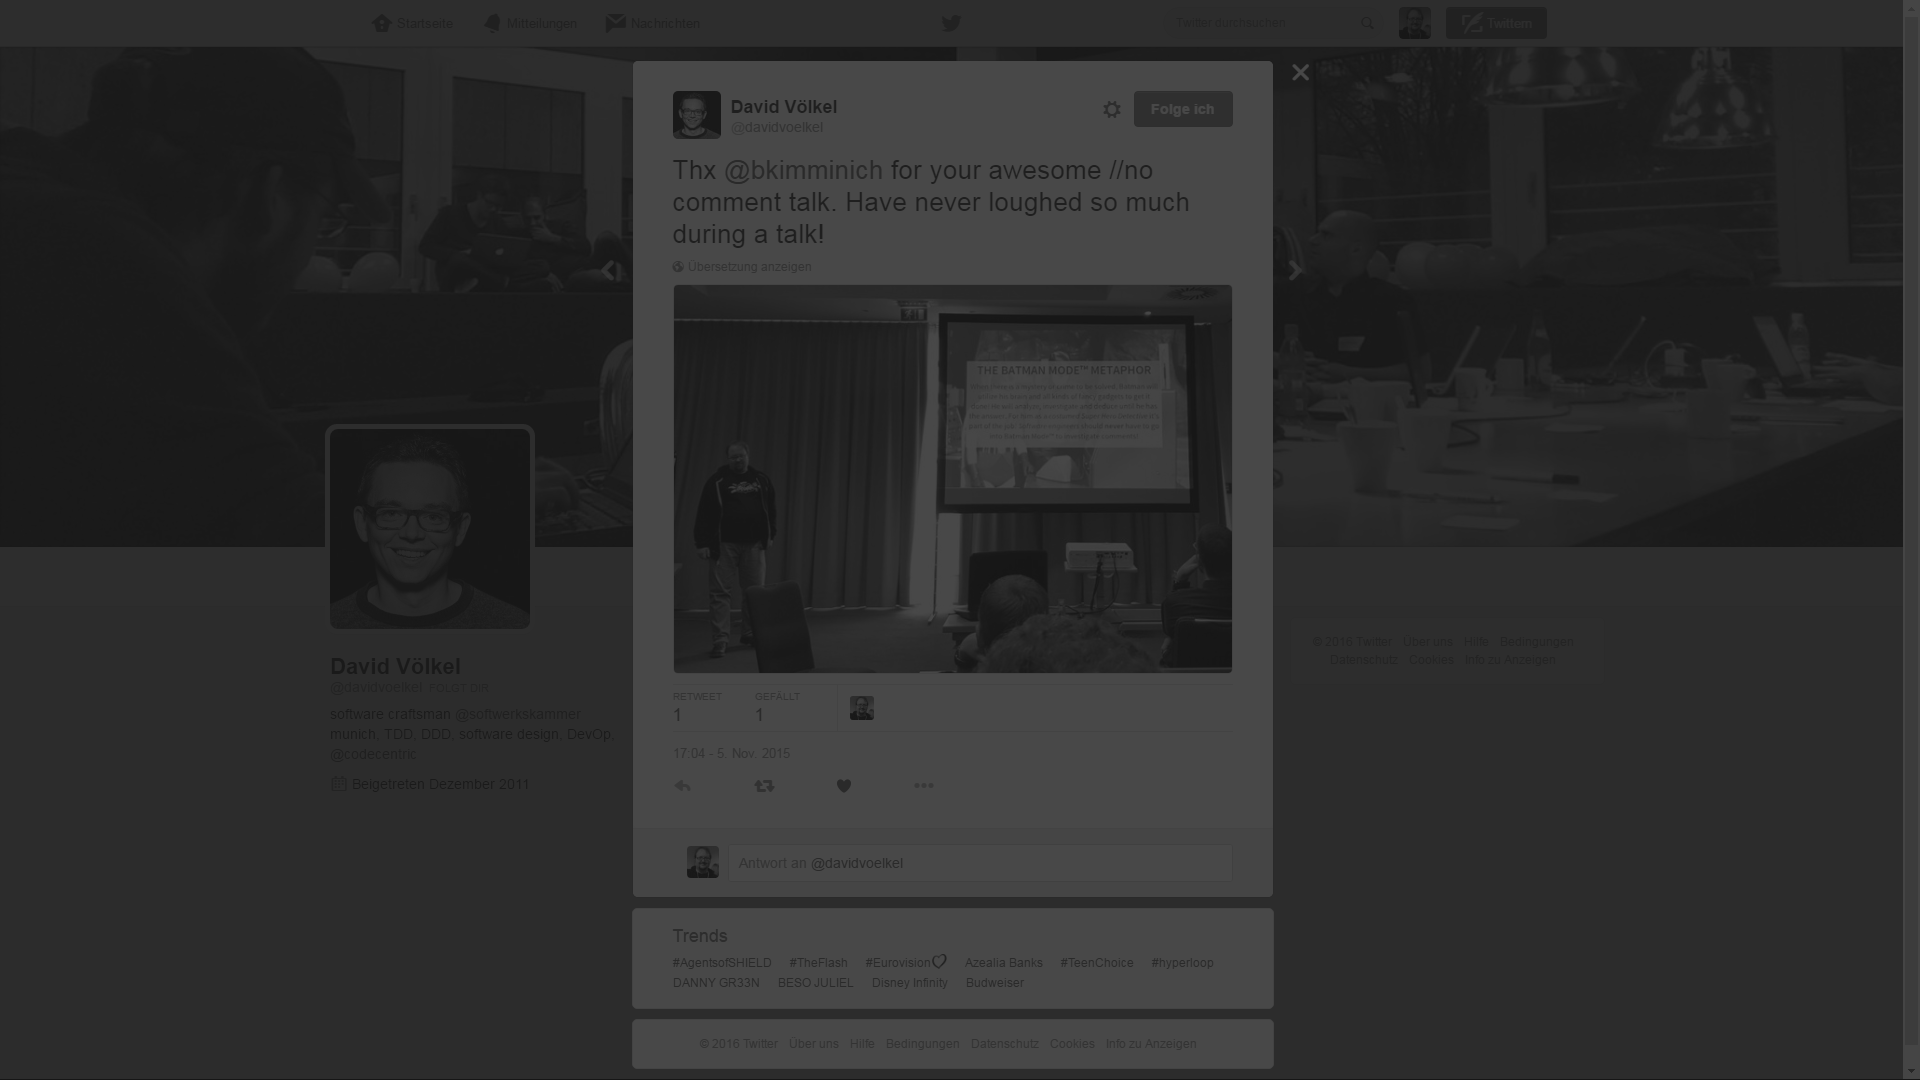 Startseite Mitteilungen Nachrichten Twitter durchsuchen Twittern
David Völkel Folge ich
@davidvoelkel
Thx @bkimminich for your awesome //no
comment talk. Have never loughed so much
during a talk!
Übersetzung anzeigen
THE BATMAN MODE™ METAPHOR
RETWEET GEFÄLLT
1 1
17:04 - 5. Nov. 2015
Antwort an @davidvoelkel
David Völkel
@davidvoelkel FOLGT DIR
software craftsman @softwerkskammer
munich, TDD, DDD, software design, DevOp,
@codecentric
Beigetreten Dezember 2011
© 2016 Twitter Über uns Hilfe Bedingungen
Datenschutz Cookies Info zu Anzeigen
Trends
#AgentsofSHIELD #TheFlash #Eurovision Azealia Banks #TeenChoice #hyperloop
DANNY GR33N BESO JULIEL Disney Infinity Budweiser
© 2016 Twitter Über uns Hilfe Bedingungen Datenschutz Cookies Info zu Anzeigen